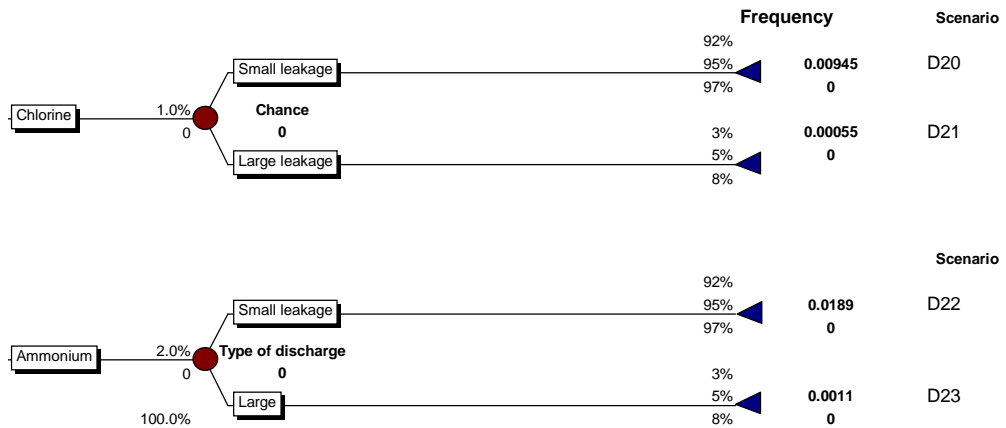 Frequency Scenario
92%
Small leakage 95% 0.00945 D20
97% 0
Chlorine 1.0% Chance
0 0 3% 0.00055 D21
Large leakage 5% 0
8%
Scenario
92%
Small leakage 95% 0.0189 D22
97% 0
Ammonium 2.0% Type of discharge
0 0 3%
Large 5% 0.0011 D23
100.0% 8% 0